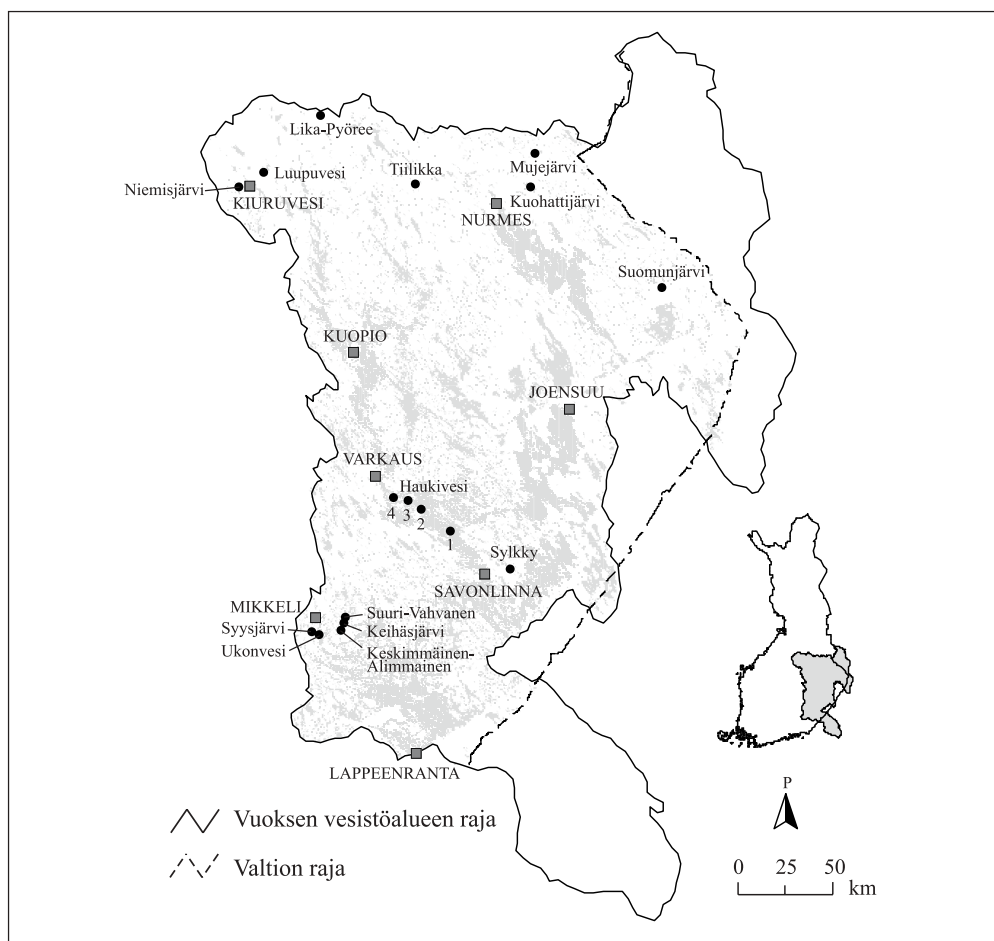 Lika-Pyöree
Luupuvesi
Niemisjärvi
KIURUVESI
Tiilikka
Mujejärvi
Kuohattijärvi
NURMES
Suomunjärvi
KUOPIO
JOENSUU
VARKAUS
Haukivesi
4
3
2
1
Sylkky
SAVONLINNA
MIKKELI
Syysjärvi
Ukonvesi
Suuri-Vahvanen
Keihäsjärvi
Keskimmäinen-
Alimmainen
LAPPEENRANTA
Vuoksen vesistöalueen raja
Valtion raja
P
0 25 50
km